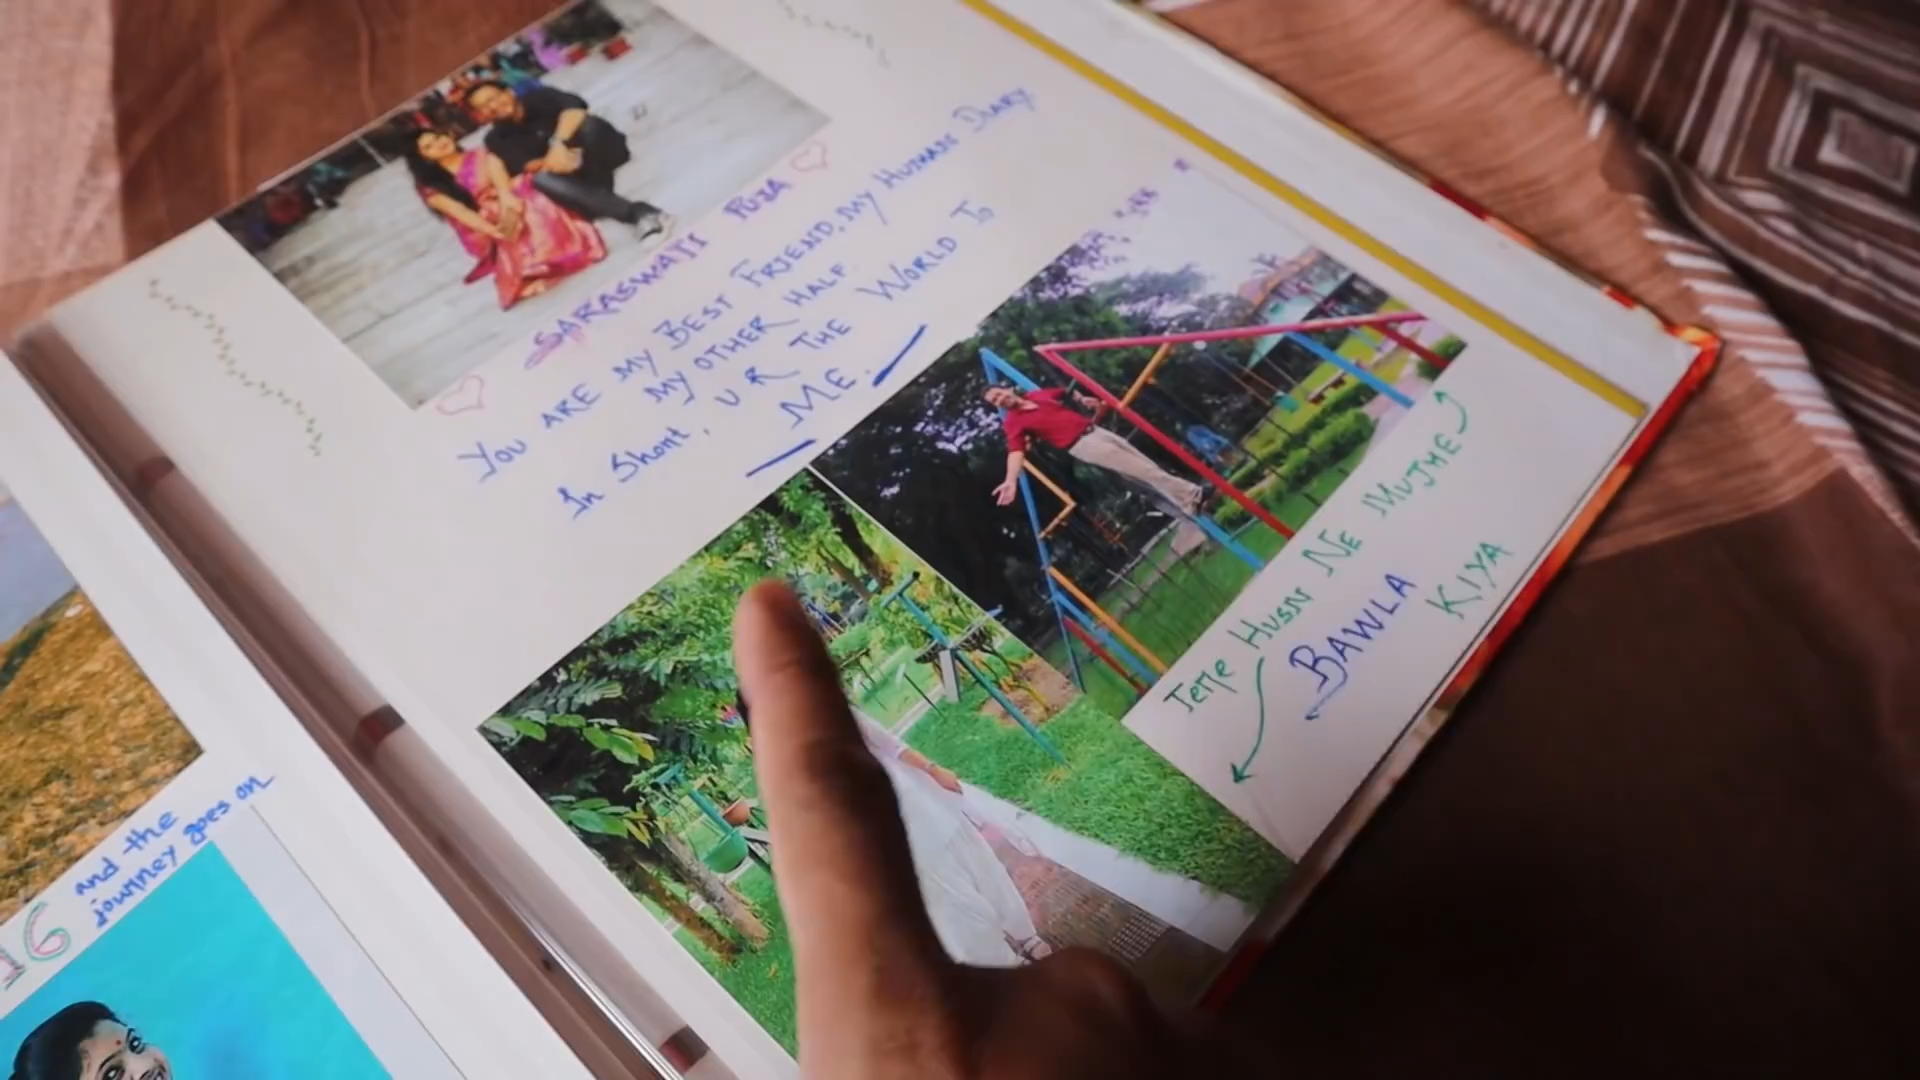 SARASWATI PUJA
YOU ARE MY BEST FRIEND, MY HUMAN DIARY
MY OTHER HALF.
In Short, U R THE WORLD TO
ME.
TERE HUSN NE MUJHE
BAWLA KIYA
and the
journey goes on
16